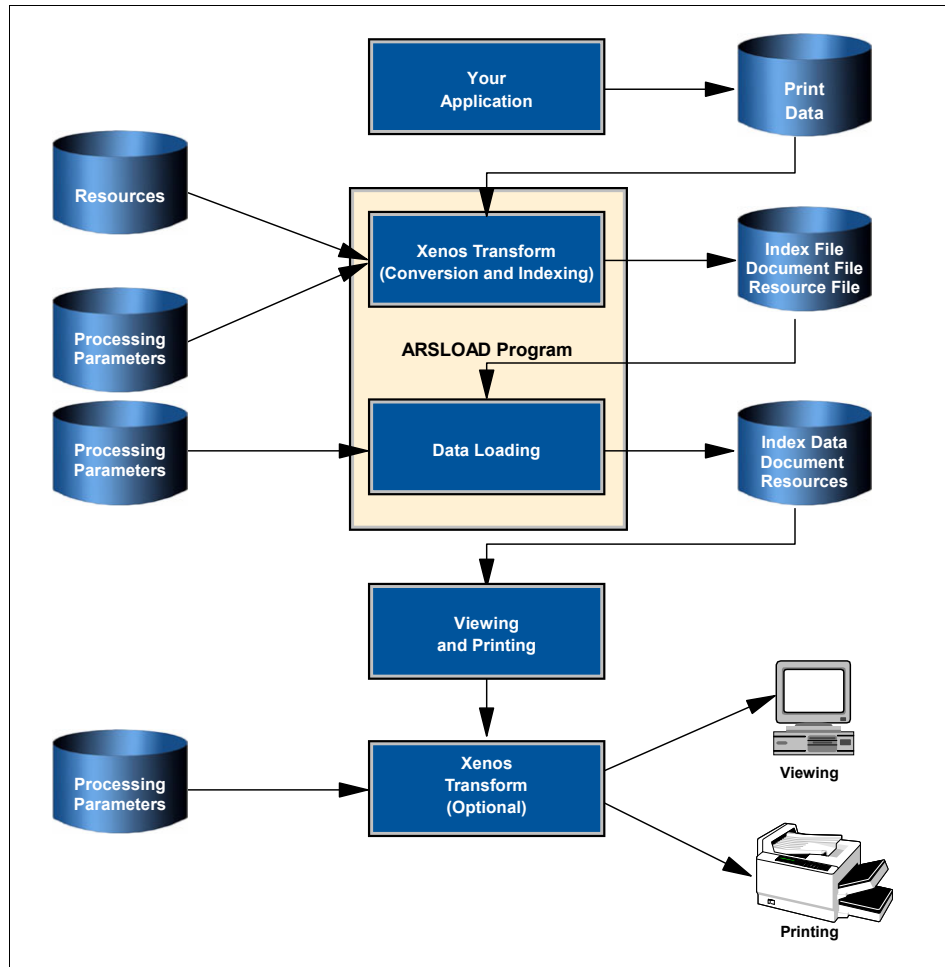 Your
Application
Print
Data
Resources
Xenos Transform
(Conversion and Indexing)
Index File
Document File
Resource File
Processing
Parameters
ARSLOAD Program
Processing
Parameters
Data Loading
Index Data
Document
Resources
Viewing
and Printing
Processing
Parameters
Xenos
Transform
(Optional)
Viewing
Printing